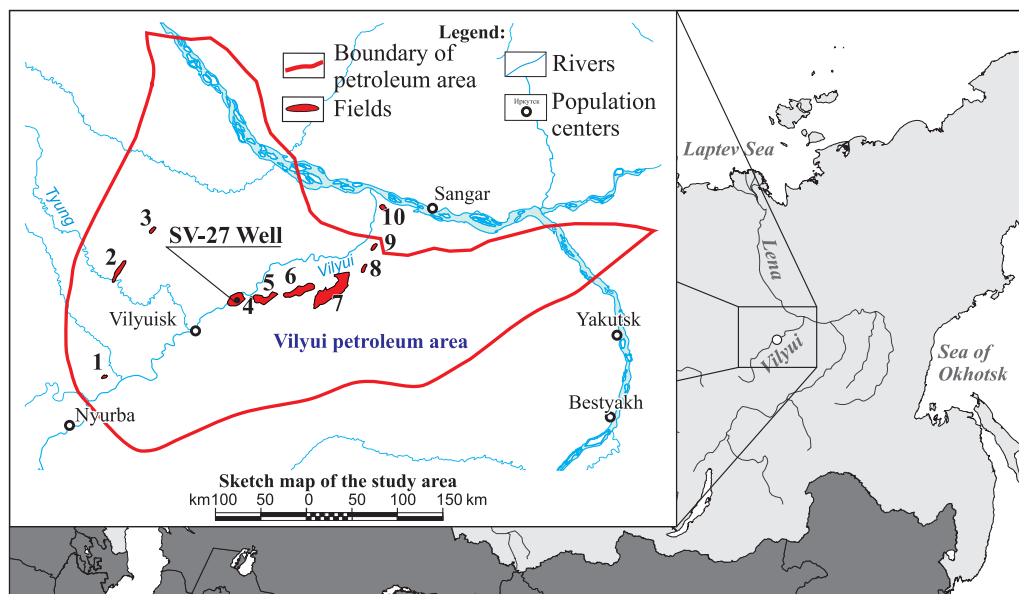 Legend:
Boundary of
petroleum area
Fields
Rivers
Иркутск
Population
centers
Laptev Sea
Lena
Vilyui
Sea of
Okhotsk
Tyung
Sangar
3
10
SV-27 Well
9
2
Vilyui
8
6
5
4
7
Vilyuisk
Vilyui petroleum area
Yakutsk
1
Nyurba
Bestyakh
Sketch map of the study area
km100 50 0 50 100 150 km